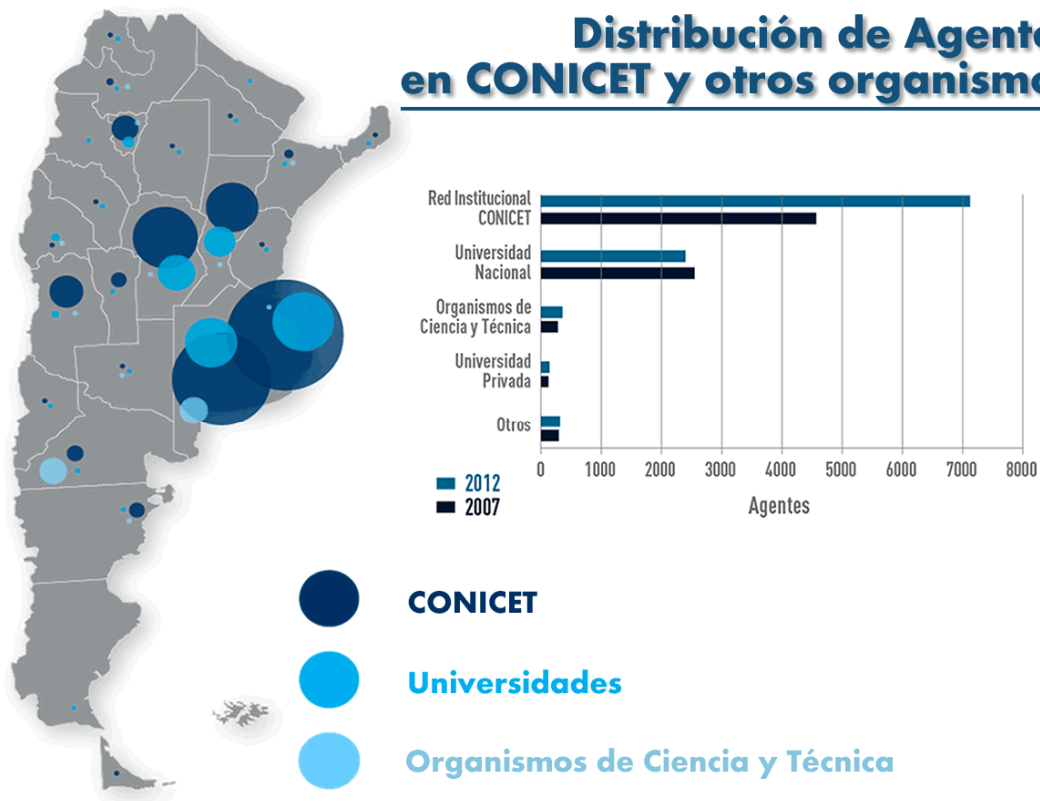 Distribución de Agent
en CONICET y otros organism
Red Institucional
CONICET
Universidad
Nacional
Organismos de
Ciencia y Técnica
Universidad
Privada
Otros
0 1000 2000 3000 4000 5000 6000 7000 8000
Agentes
2012
2007
CONICET
Universidades
Organismos de Ciencia y Técnica